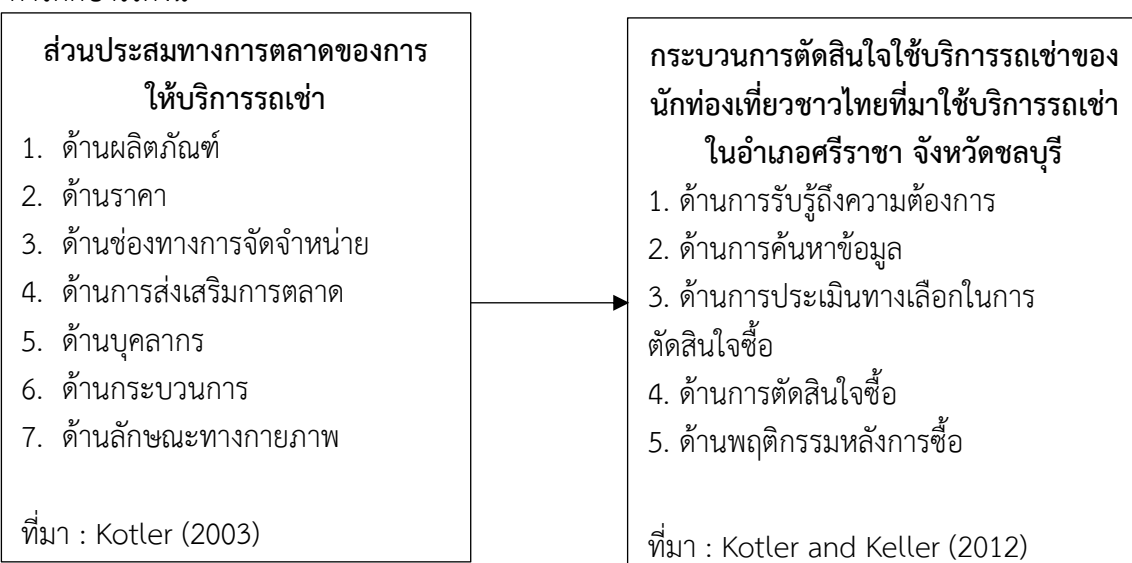 ส่วนประสมทางการตลาดของการ
ให้บริการรถเช่า
1. ด้านผลิตภัณฑ์
2. ด้านราคา
3. ด้านช่องทางการจัดจำหน่าย
4. ด้านการส่งเสริมการตลาด
5. ด้านบุคลากร
6. ด้านกระบวนการ
7. ด้านลักษณะทางกายภาพ
ที่มา : Kotler (2003)
กระบวนการตัดสินใจใช้บริการรถเช่าของ
นักท่องเที่ยวชาวไทยที่มาใช้บริการรถเช่า
ในอำเภอศรีราชา จังหวัดชลบุรี
1. ด้านการรับรู้ถึงความต้องการ
2. ด้านการค้นหาข้อมูล
3. ด้านการประเมินทางเลือกในการ
ตัดสินใจซื้อ
4. ด้านการตัดสินใจซื้อ
5. ด้านพฤติกรรมหลังการซื้อ
ที่มา : Kotler and Keller (2012)